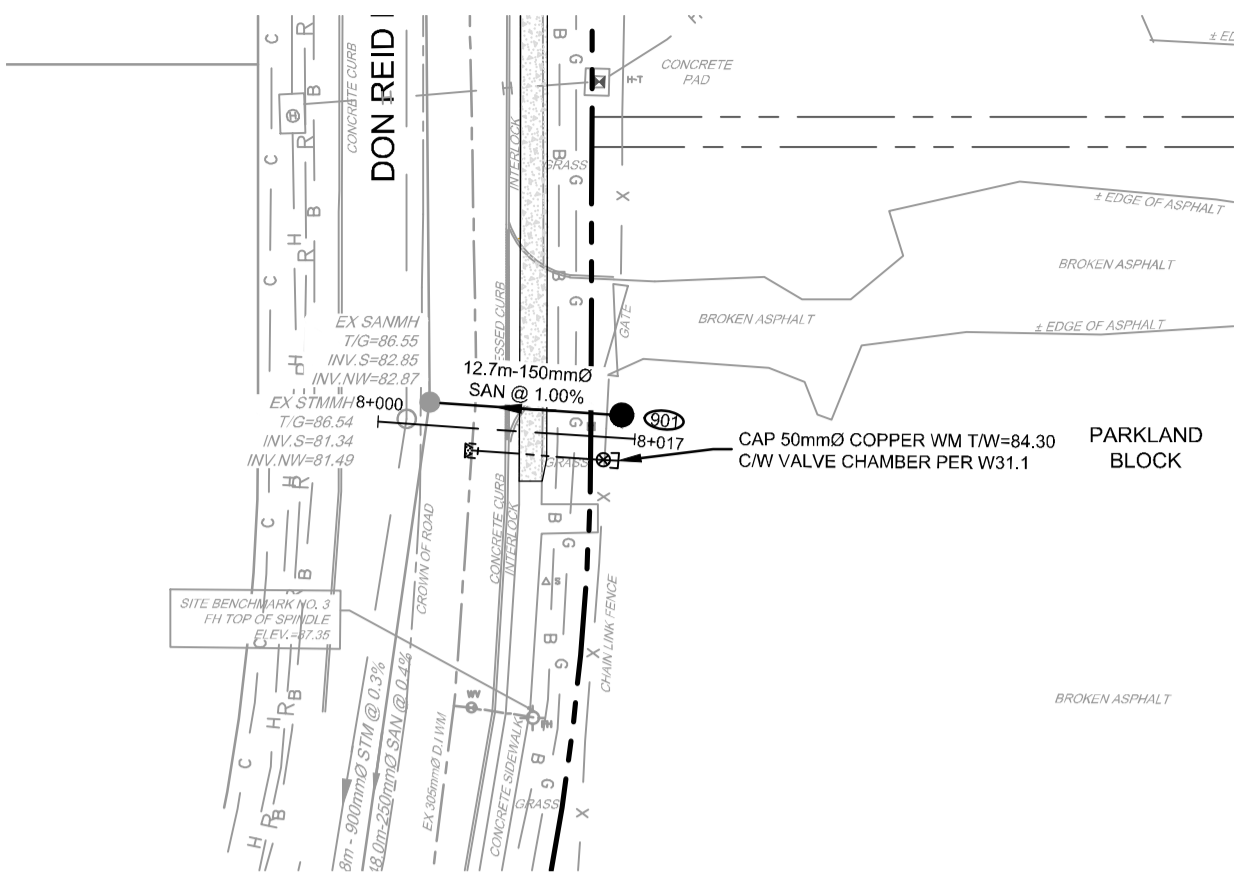 DON REID
CONCRETE CURB
INTERLOCK
GRASS
H-T
CONCRETE
PAD
± EDGE OF ASPHALT
BROKEN ASPHALT
BROKEN ASPHALT
± EDGE OF ASPHALT
GATE
EX SANMH
T/G=86.55
INV.S=82.85
INV.NW=82.87
EX STMMH
T/G=86.54
INV.S=81.34
INV.NW=81.49
8+000
12.7m-150mmØ
SAN @ 1.00%
901
8+017
CAP 50mmØ COPPER WM T/W=84.30
C/W VALVE CHAMBER PER W31.1
PARKLAND
BLOCK
GRASS
CROWN OF ROAD
CONCRETE CURB
INTERLOCK
SITE BENCHMARK NO. 3
FH TOP OF SPINDLE
ELEV.=87.35
CHAIN LINK FENCE
BROKEN ASPHALT
WV
FH
8m - 900mmØ STM @ 0.3%
48.0m-250mmØ SAN @ 0.4%
EX 305mmØ D.I WM
CONCRETE SIDEWALK
GRASS